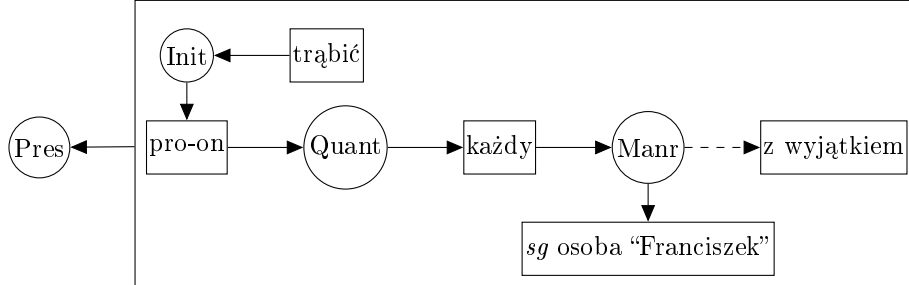 Init trąbić
Pres pro-on Quant każdy Manr z wyjątkiem
sg osoba “Franciszek”